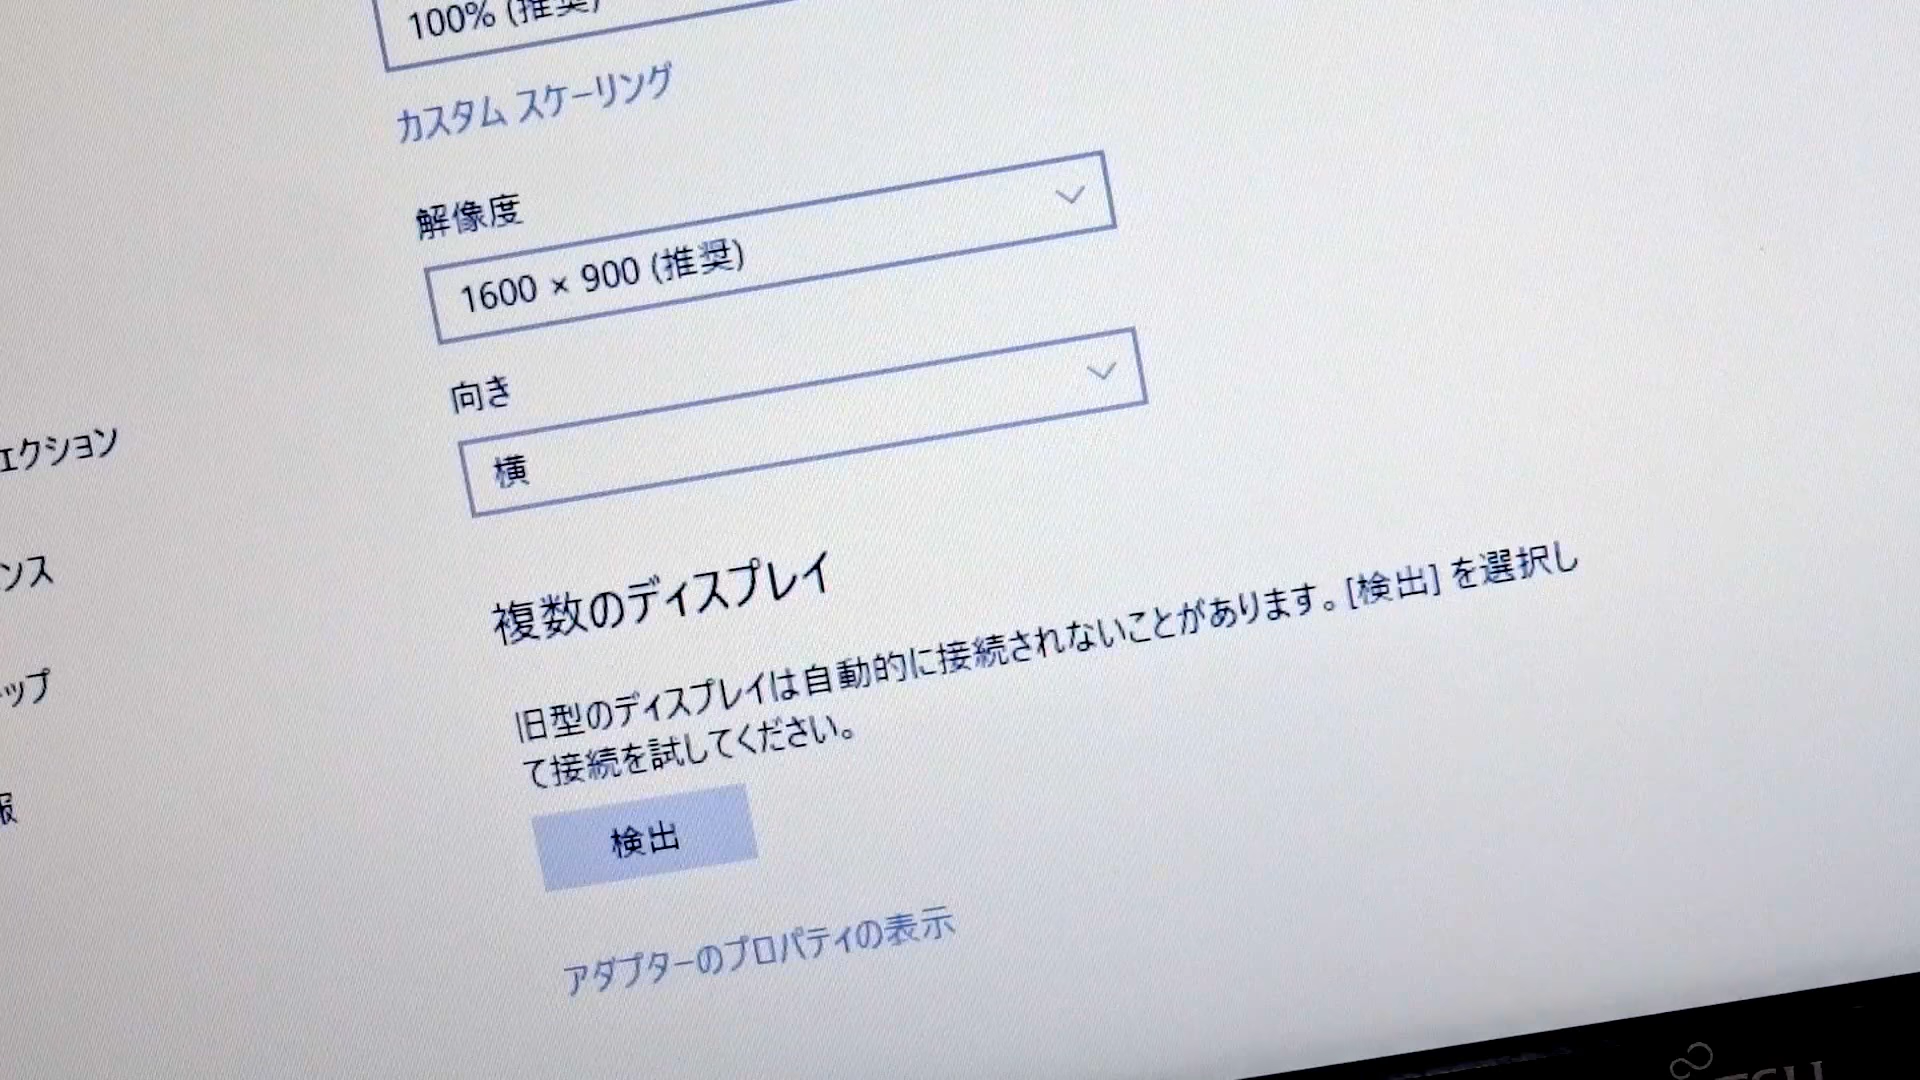 100% (推奨)
カスタム スケーリング
解像度
1600 × 900 (推奨)
向き
横
ェクション
ンス
ップ
報
複数のディスプレイ
旧型のディスプレイは自動的に接続されないことがあります。[検出] を選択し
て接続を試してください。
検出
アダプターのプロパティの表示